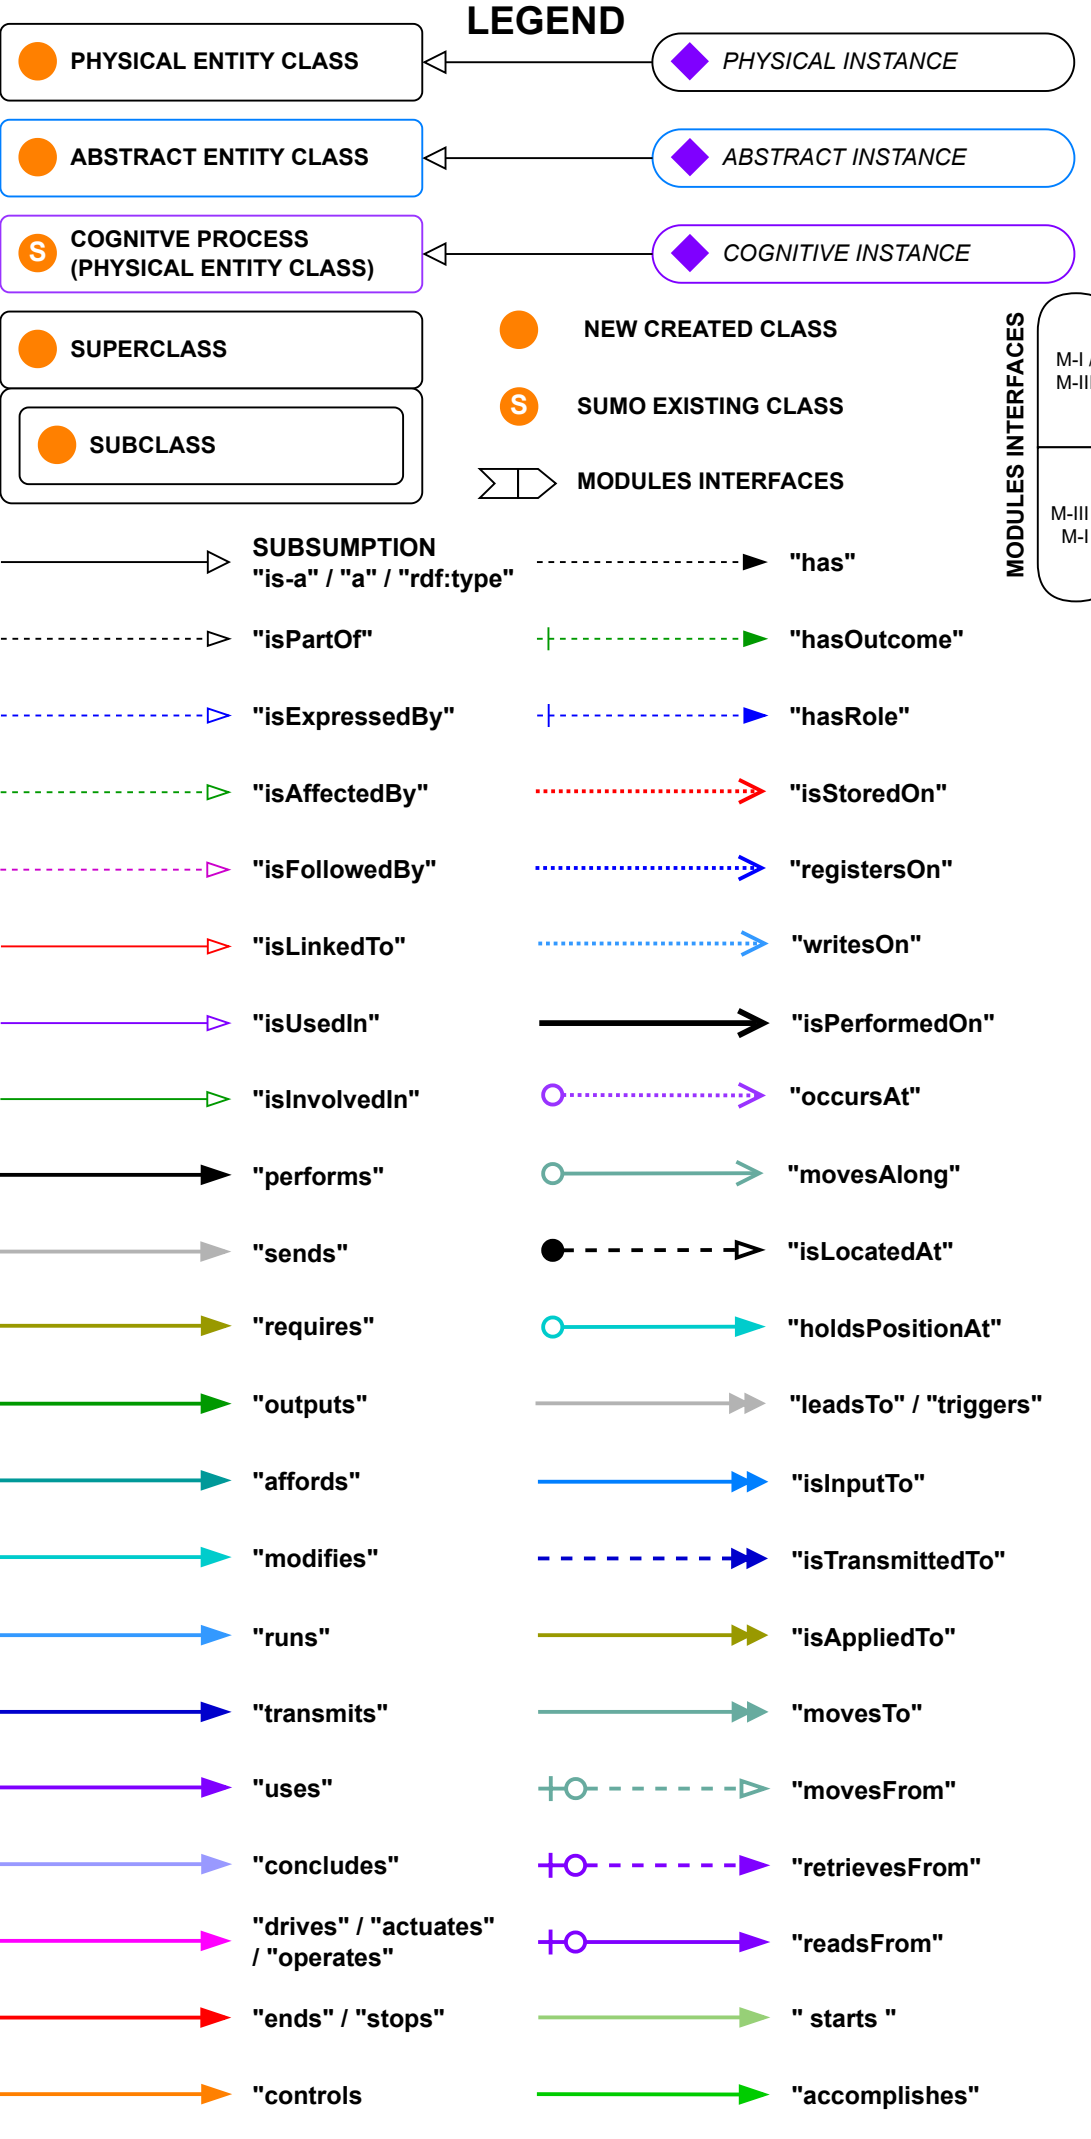 LEGEND
PHYSICAL ENTITY CLASS
PHYSICAL INSTANCE
ABSTRACT ENTITY CLASS
ABSTRACT INSTANCE
S
COGNITVE PROCESS
(PHYSICAL ENTITY CLASS)
COGNITIVE INSTANCE
SUPERCLASS
NEW CREATED CLASS
S
SUMO EXISTING CLASS
SUBCLASS
MODULES INTERFACES
MODULES INTERFACES
M-I /
M-III
M-III
M-I
SUBSUMPTION
"is-a" / "a" / "rdf:type"
"has"
"isPartOf"
"hasOutcome"
"isExpressedBy"
"hasRole"
"isAffectedBy"
"isStoredOn"
"isFollowedBy"
"registersOn"
"isLinkedTo"
"writesOn"
"isUsedIn"
"isPerformedOn"
"isInvolvedIn"
"occursAt"
"performs"
"movesAlong"
"sends"
"isLocatedAt"
"requires"
"holdsPositionAt"
"outputs"
"leadsTo" / "triggers"
"affords"
"isInputTo"
"modifies"
"isTransmittedTo"
"runs"
"isAppliedTo"
"transmits"
"movesTo"
"uses"
"movesFrom"
"concludes"
"retrievesFrom"
"drives" / "actuates"
/ "operates"
"readsFrom"
"ends" / "stops"
" starts "
"controls
"accomplishes"